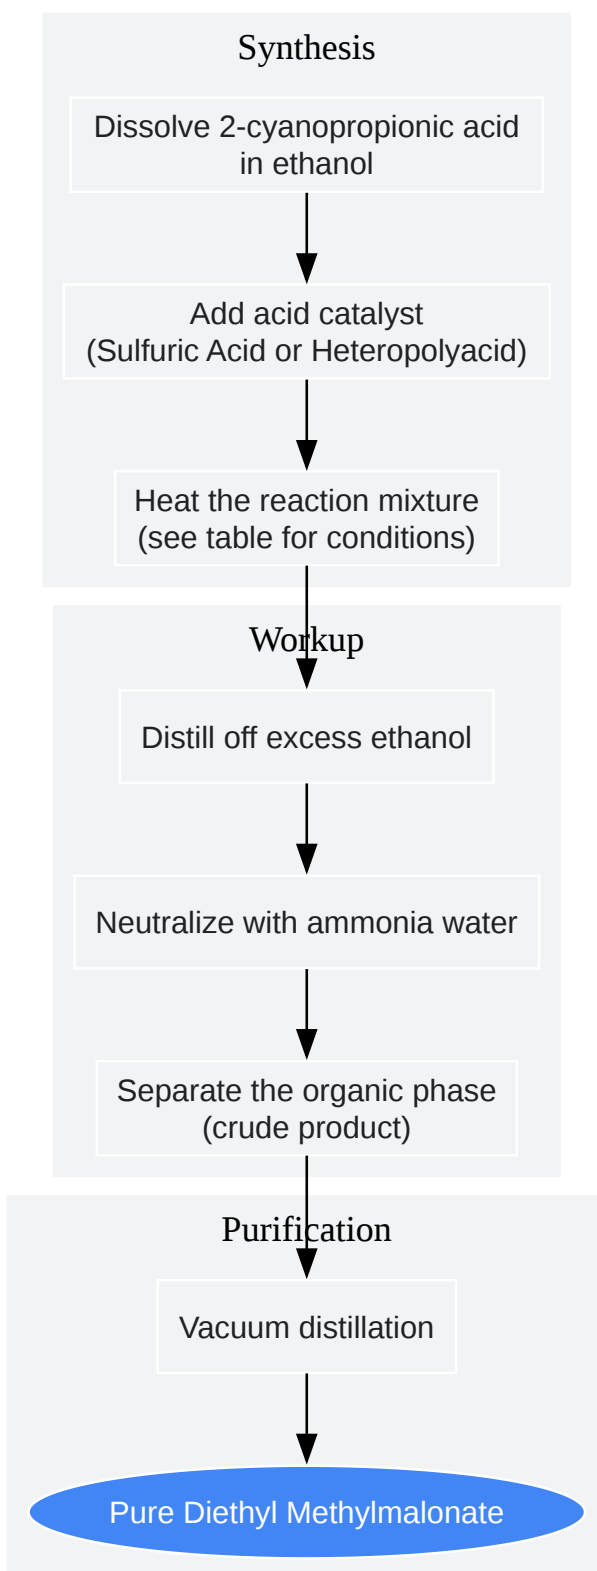 Synthesis
Dissolve 2-cyanopropionic acid
in ethanol
Add acid catalyst
(Sulfuric Acid or Heteropolyacid)
Heat the reaction mixture
(see table for conditions)
Workup
Distill off excess ethanol
Neutralize with ammonia water
Separate the organic phase
(crude product)
Purification
Vacuum distillation
Pure Diethyl Methylmalonate